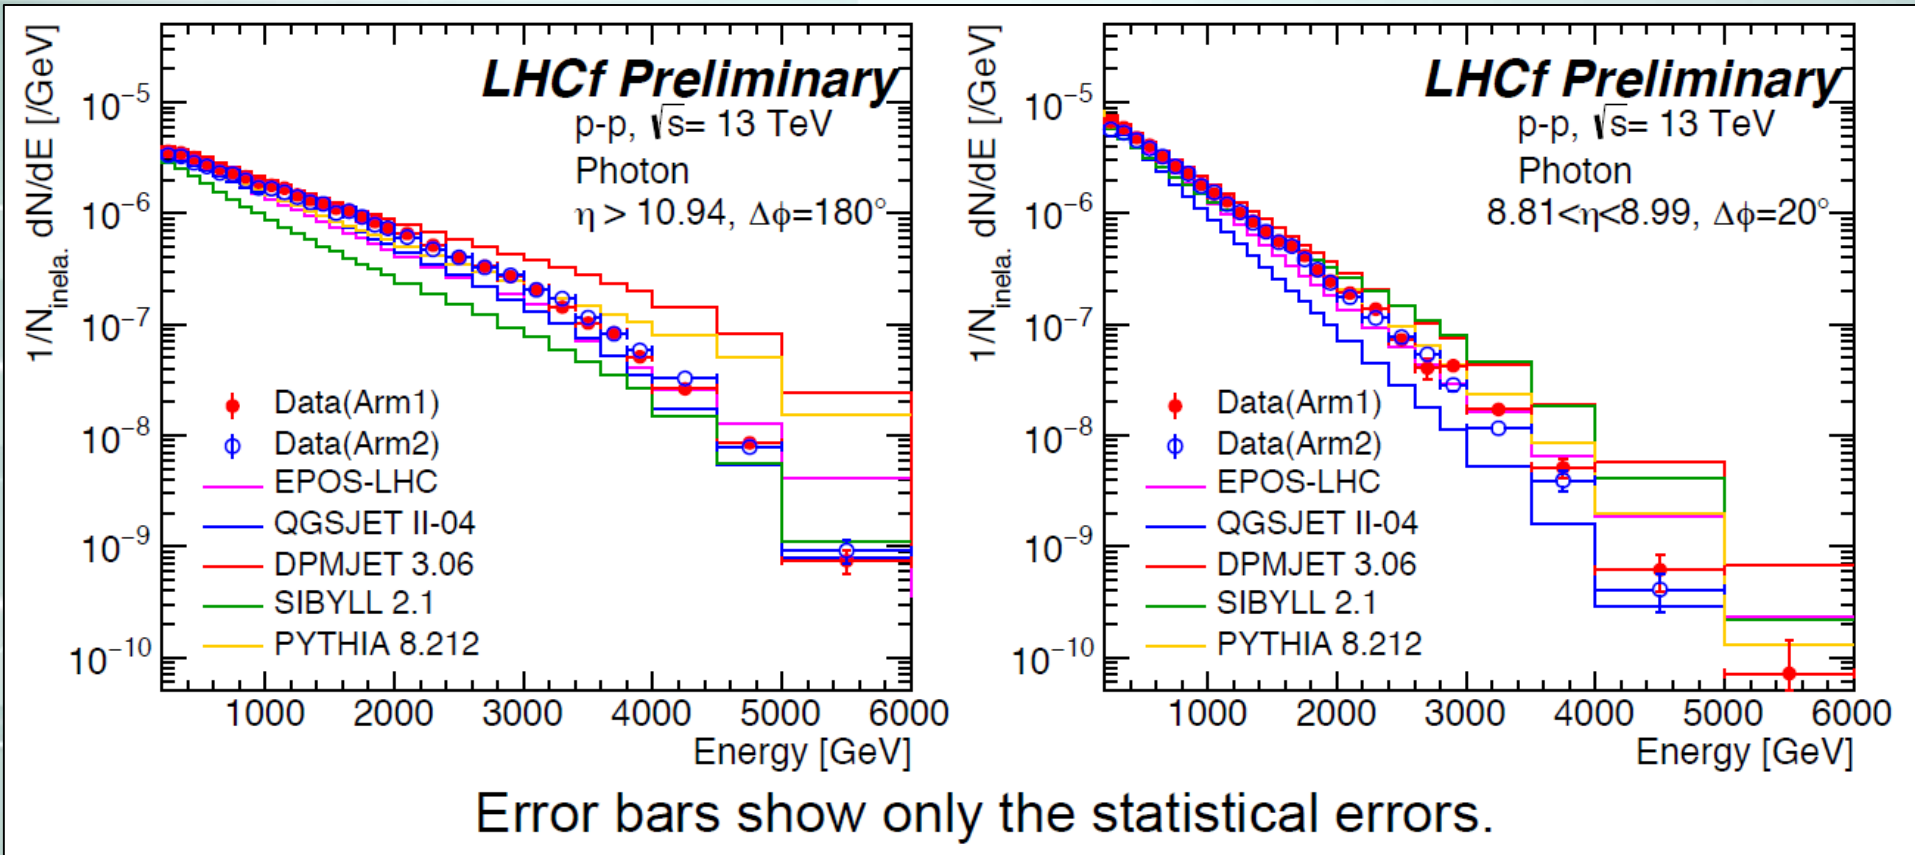 LHCf Preliminary
p-p, √s= 13 TeV
Photon
η > 10.94, Δϕ=180°
1/N_inela. dN/dE [/GeV]
10⁻⁵
10⁻⁶
10⁻⁷
10⁻⁸
10⁻⁹
10⁻¹⁰
Data(Arm1)
Data(Arm2)
EPOS-LHC
QGSJET II-04
DPMJET 3.06
SIBYLL 2.1
PYTHIA 8.212
1000 2000 3000 4000 5000 6000
Energy [GeV]
LHCf Preliminary
p-p, √s= 13 TeV
Photon
8.81<η<8.99, Δϕ=20°
1/N_inela. dN/dE [/GeV]
10⁻⁵
10⁻⁶
10⁻⁷
10⁻⁸
10⁻⁹
10⁻¹⁰
Data(Arm1)
Data(Arm2)
EPOS-LHC
QGSJET II-04
DPMJET 3.06
SIBYLL 2.1
PYTHIA 8.212
1000 2000 3000 4000 5000 6000
Energy [GeV]
Error bars show only the statistical errors.